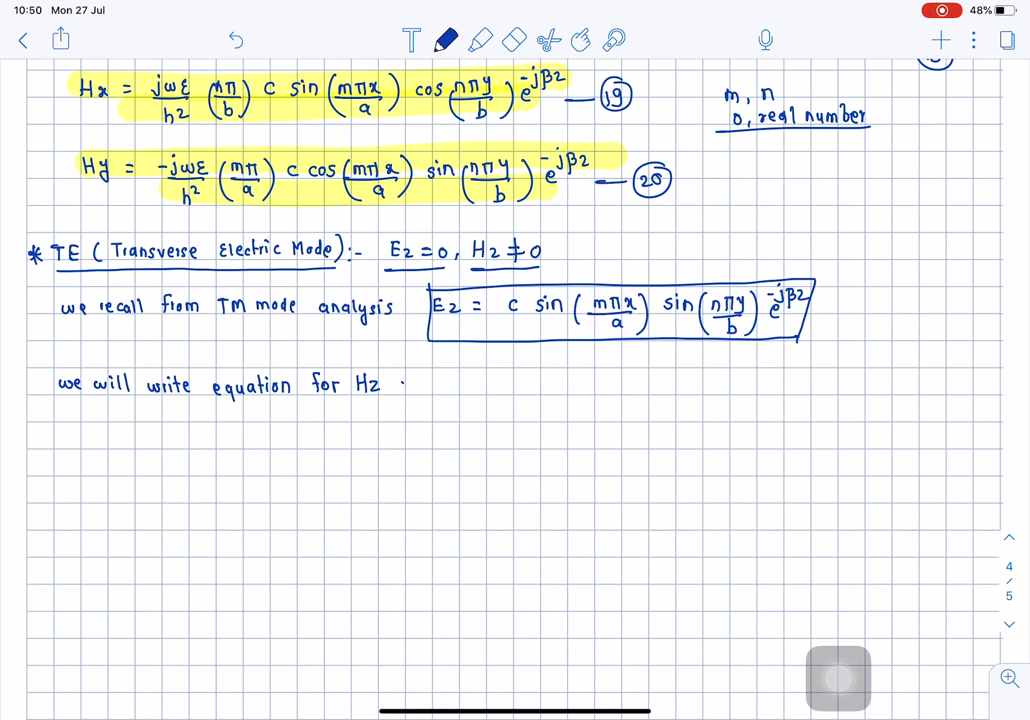 10:50 Mon 27 Jul
48%
Hx = jωε/h² (nπ/b) c sin(mπx/a) cos(nπy/b) e^-jβz — 19
m, n
0, real number
Hy = -jωε/h² (mπ/a) c cos(mπx/a) sin(nπy/b) e^-jβz — 20
* TE (Transverse Electric Mode):- Ez=0, Hz≠0
we recall from TM mode analysis Ez = c sin(mπx/a) sin(nπy/b) e^-jβz
we will write equation for Hz
4
/
5